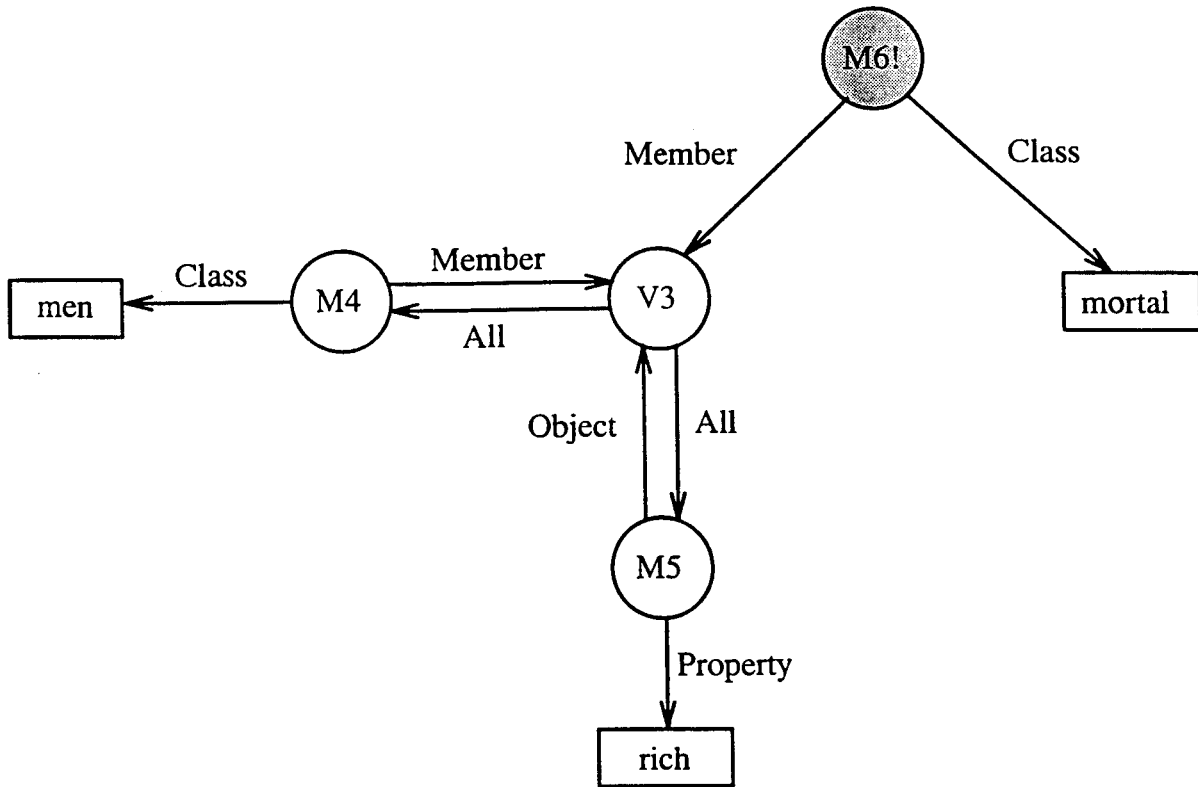 M6!
Member
Class
Class
Member
men
M4
V3
mortal
All
Object
All
M5
Property
rich